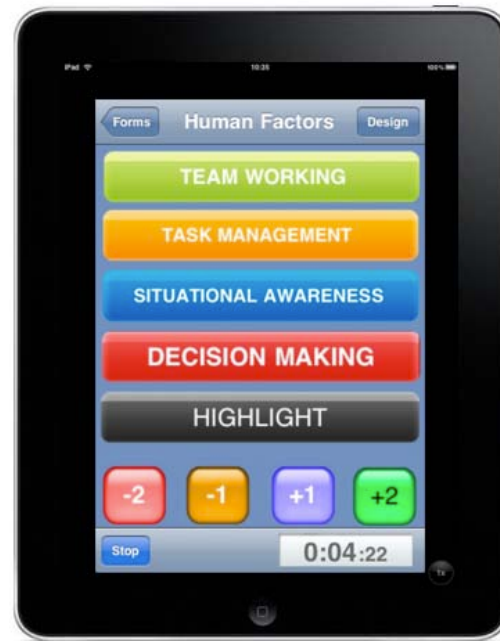 iPad 10:35 100%
Forms Human Factors Design
TEAM WORKING
TASK MANAGEMENT
SITUATIONAL AWARENESS
DECISION MAKING
HIGHLIGHT
-2 -1 +1 +2
Stop 0:04:22
1x